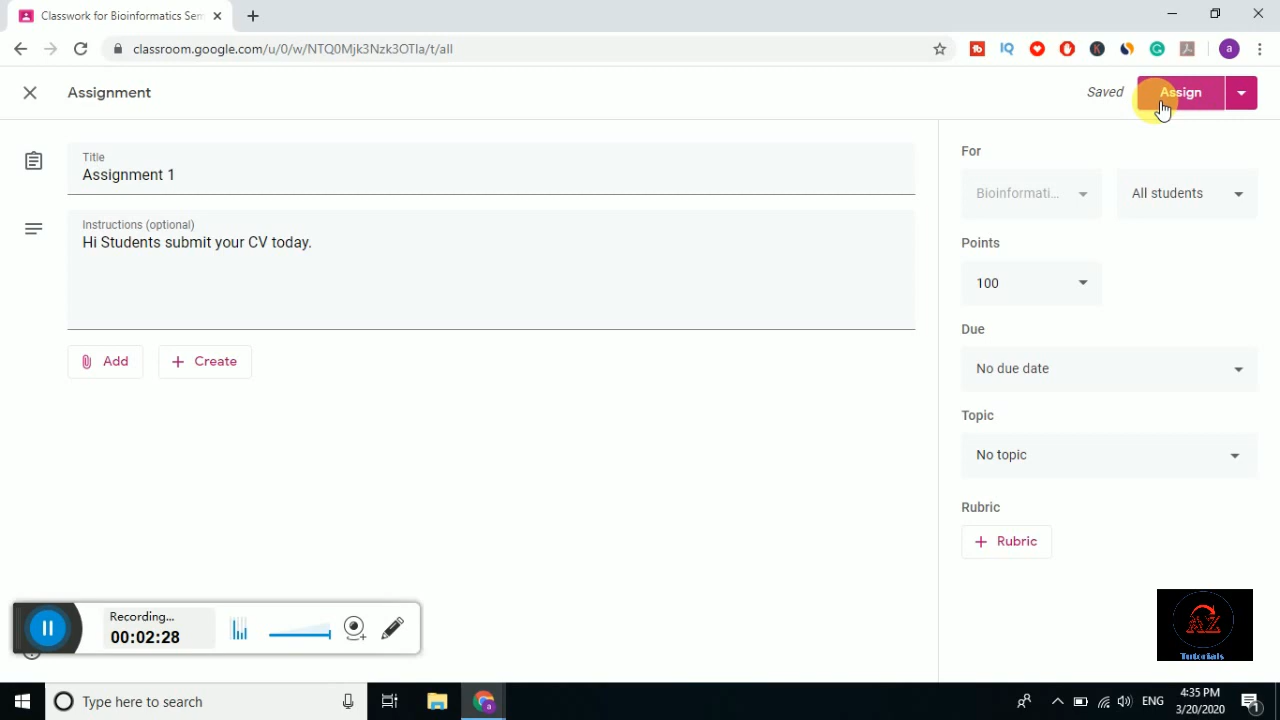 Classwork for Bioinformatics Sem
classroom.google.com/u/0/w/NTQ0Mjk3Nzk3OTla/t/all
a
Assignment
Saved
Assign
Title
Assignment 1
Instructions (optional)
Hi Students submit your CV today.
Add
Create
For
Bioinformati...
All students
Points
100
Due
No due date
Topic
No topic
Rubric
Rubric
Recording...
00:02:28
AZ
Tutorials
Type here to search
ENG
4:35 PM
3/20/2020
1